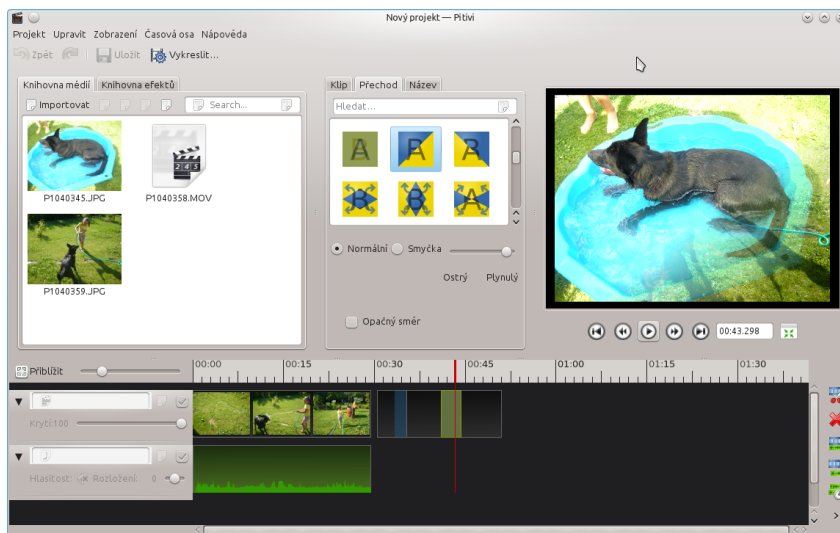 Nový projekt — Pitivi
Projekt Upravit Zobrazení Časová osa Nápověda
Zpět Uložit Vykreslit...
Knihovna médií Knihovna efektů
Importovat Search...
P1040345.JPG P1040358.MOV
P1040359.JPG
Klip Přechod Název
Hledat...
Normální Smyčka
Ostrý Plynulý
Opačný směr
00:43.298
Přiblížit 00:00 00:15 00:30 00:45 01:00 01:15 01:30
Krytí:100
Hlasitost: Rozložení: 0